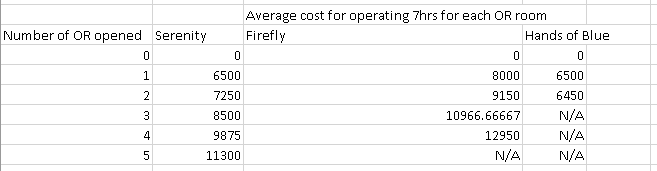 Average cost for operating 7hrs for each OR room
Number of OR opened Serenity Firefly Hands of Blue
0 0 0 0
1 6500 8000 6500
2 7250 9150 6450
3 8500 10966.66667 N/A
4 9875 12950 N/A
5 11300 N/A N/A